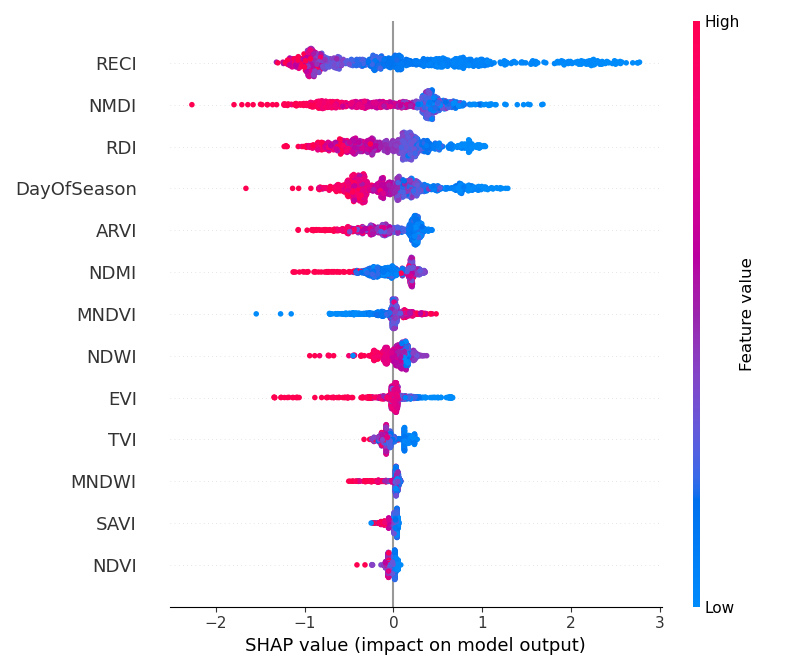 High
RECI
NMDI
RDI
DayOfSeason
ARVI
NDMI
MNDVI
NDWI
EVI
TVI
MNDWI
SAVI
NDVI
Feature value
Low
−2 −1 0 1 2 3
SHAP value (impact on model output)